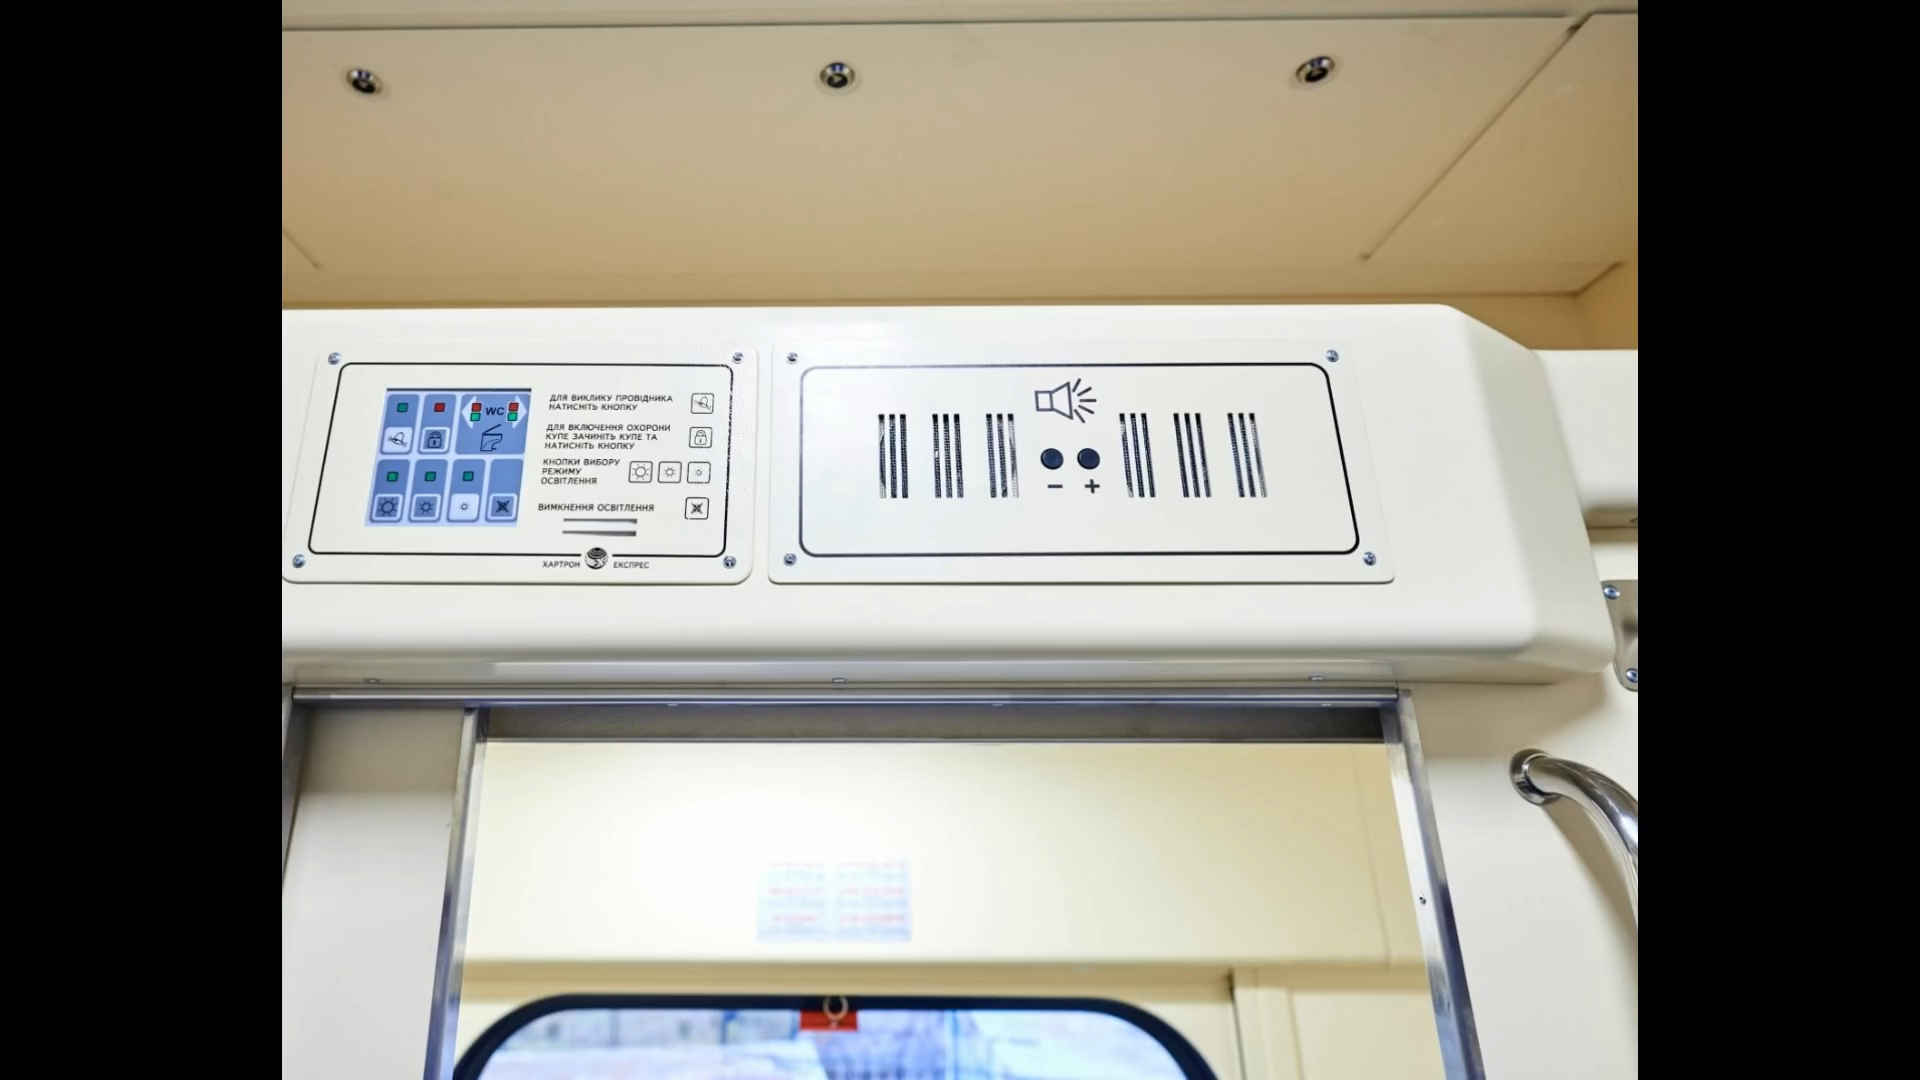 WC
ДЛЯ ВИКЛИКУ ПРОВІДНИКА
НАТИСНІТЬ КНОПКУ
ДЛЯ ВКЛЮЧЕННЯ ОХОРОНИ
КУПЕ ЗАЧИНІТЬ КУПЕ ТА
НАТИСНІТЬ КНОПКУ
КНОПКИ ВИБОРУ
РЕЖИМУ
ОСВІТЛЕННЯ
ВИМКНЕННЯ ОСВІТЛЕННЯ
ХАРТРОН ЕКСПРЕС
− +